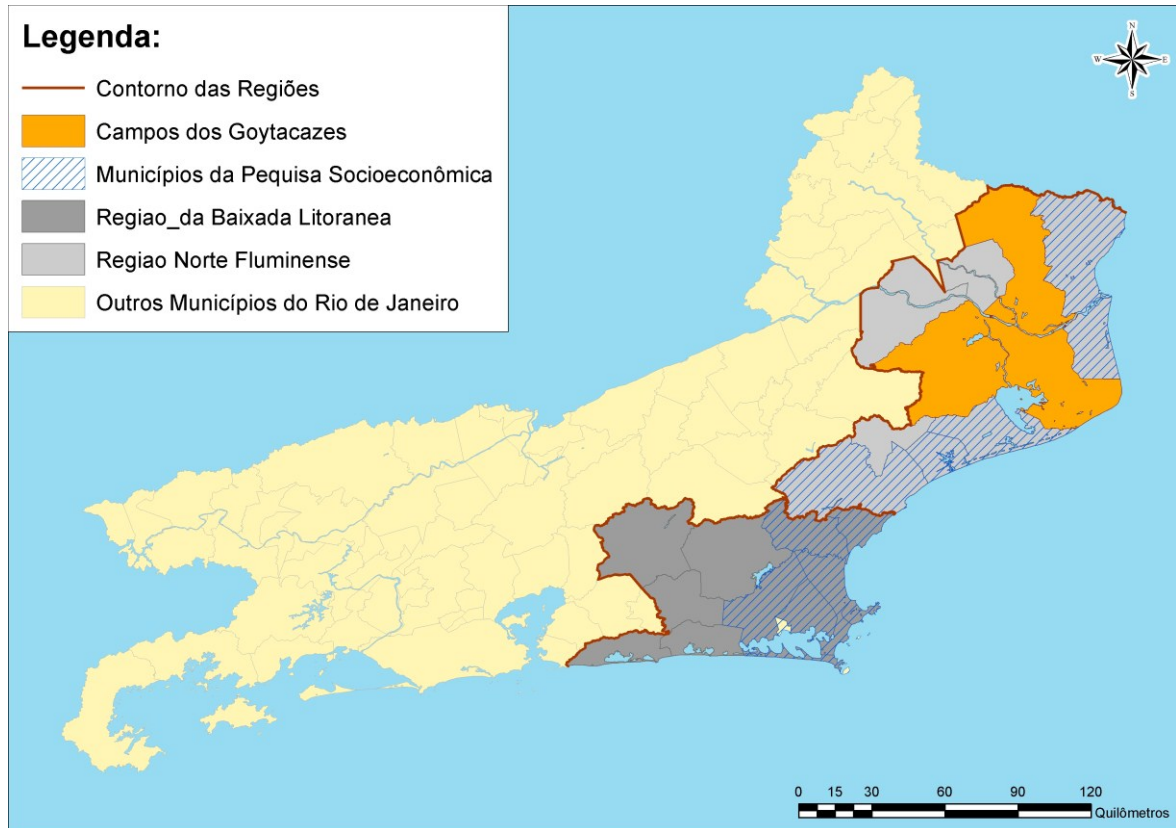 Legenda:
Contorno das Regiões
Campos dos Goytacazes
Municípios da Pequisa Socioeconômica
Regiao_da Baixada Litoranea
Regiao Norte Fluminense
Outros Municípios do Rio de Janeiro
N
W E
S
0 15 30 60 90 120
Quilômetros